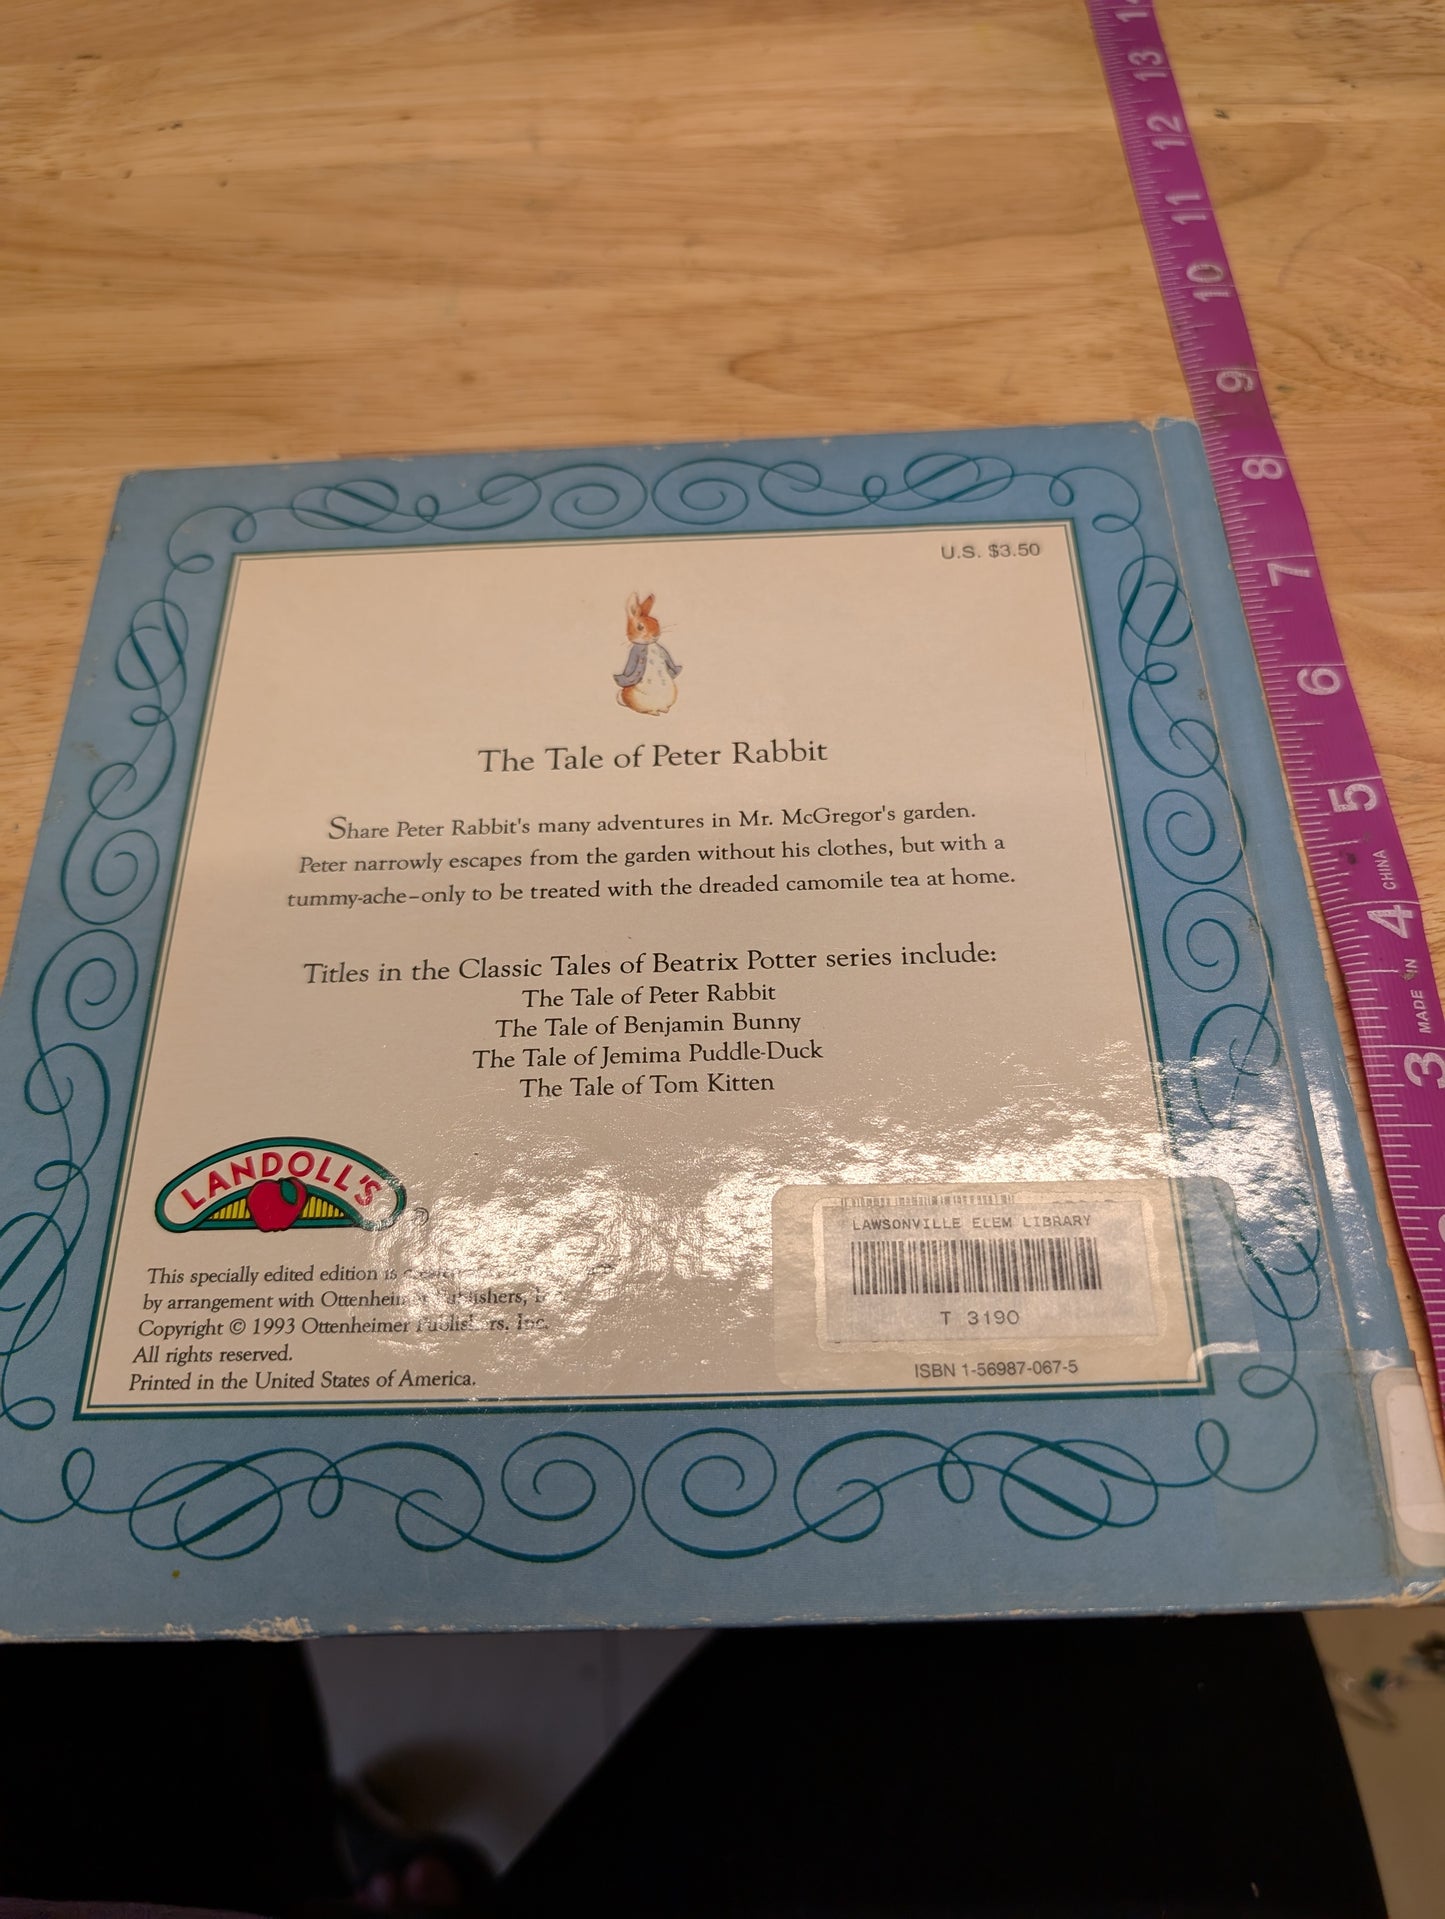 U.S. $3.50
The Tale of Peter Rabbit
Share Peter Rabbit's many adventures in Mr. McGregor's garden.
Peter narrowly escapes from the garden without his clothes, but with a
tummy-ache–only to be treated with the dreaded camomile tea at home.
Titles in the Classic Tales of Beatrix Potter series include:
The Tale of Peter Rabbit
The Tale of Benjamin Bunny
The Tale of Jemima Puddle-Duck
The Tale of Tom Kitten
LANDOLL'S
This specially edited edition is
by arrangement with Ottenheimer Publishers,
Copyright © 1993 Ottenheimer Publishers, Inc.
All rights reserved.
Printed in the United States of America.
LAWSONVILLE ELEM LIBRARY
T 3190
ISBN 1-56987-067-5
13
12
11
10
9
8
7
6
5
CHINA
4
MADE IN
3